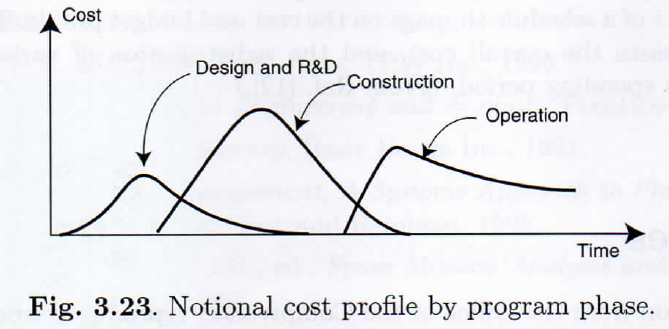 Cost
Design and R&D
Construction
Operation
Time
Fig. 3.23. Notional cost profile by program phase.